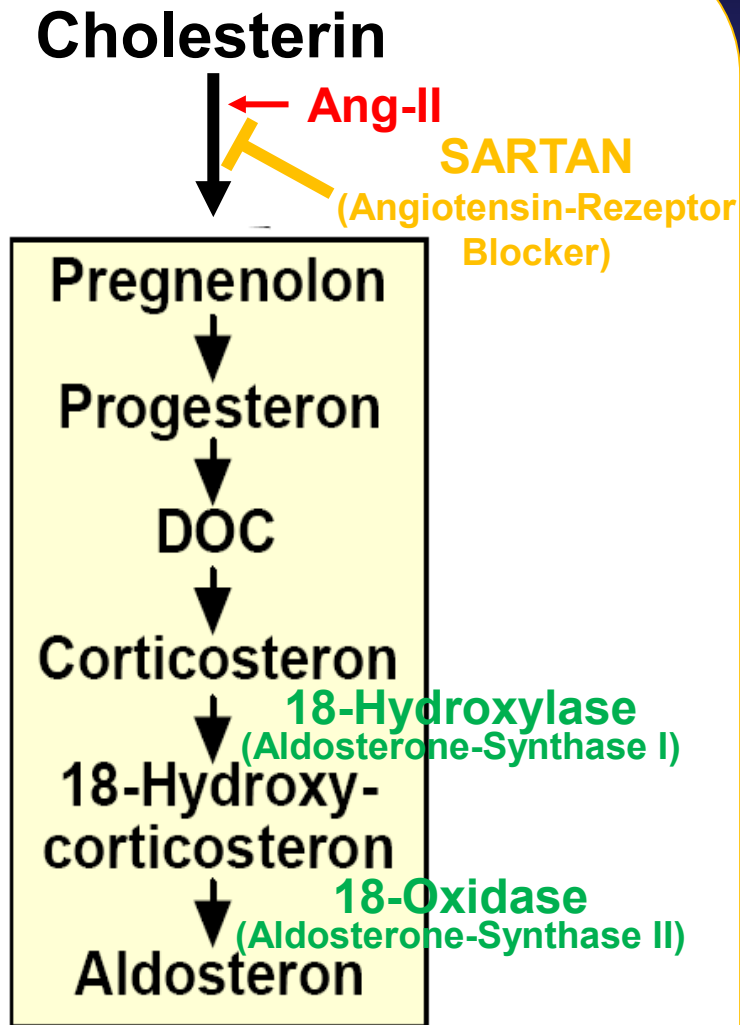 Cholesterin
Ang-II
SARTAN
(Angiotensin-Rezeptor
Blocker)
Pregnenolon
Progesteron
DOC
Corticosteron
18-Hydroxylase
(Aldosterone-Synthase I)
18-Hydroxy-
corticosteron
18-Oxidase
(Aldosterone-Synthase II)
Aldosteron